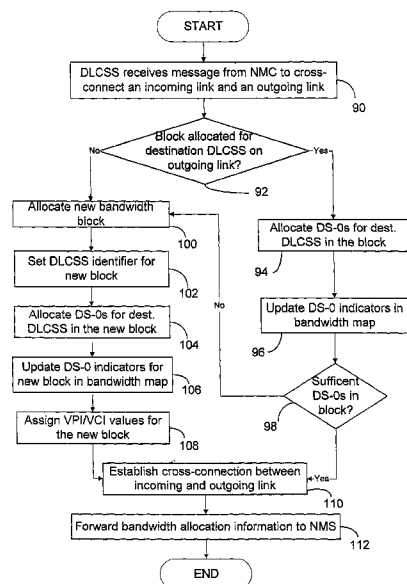 START
DLCSS receives message from NMC to cross-
connect an incoming link and an outgoing link
90
Block allocated for
destination DLCSS on
outgoing link?
No
Yes
92
Allocate new bandwidth
block
100
Set DLCSS identifier for
new block
102
Allocate DS-0s for dest.
DLCSS in the new block
104
Update DS-0 indicators for
new block in bandwidth map
106
Assign VPI/VCI values for
the new block
108
Allocate DS-0s for dest.
DLCSS in the block
94
Update DS-0 indicators in
bandwidth map
96
No
Sufficent
DS-0s in
block?
98
Yes
Establish cross-connection between
incoming and outgoing link
110
Forward bandwidth allocation information to NMS
112
END